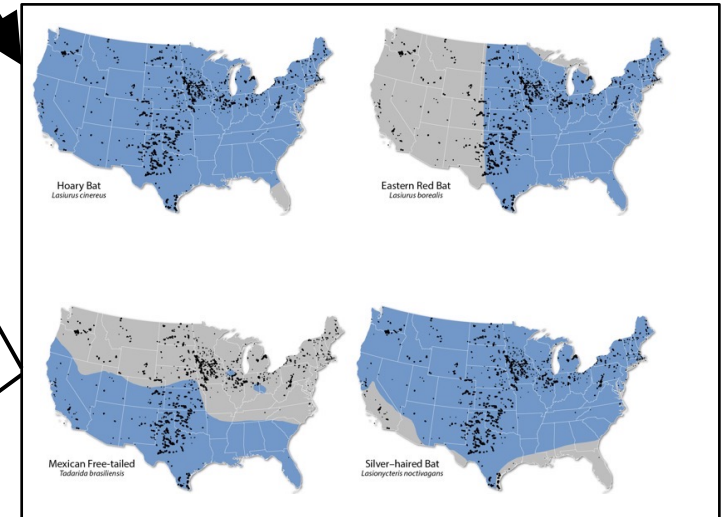 Hoary Bat
Lasiurus cinereus
Eastern Red Bat
Lasiurus borealis
Mexican Free-tailed
Tadarida brasiliensis
Silver-haired Bat
Lasionycteris noctivagans